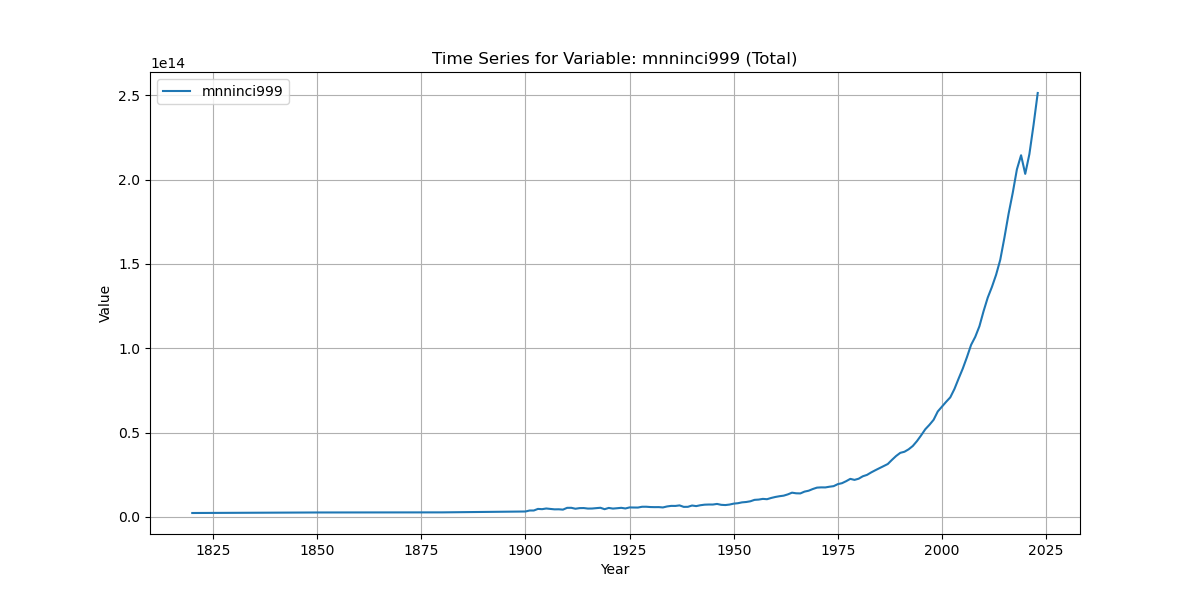 Time Series for Variable: mnninci999 (Total)
1e14
mnninci999
2.5
2.0
1.5
1.0
0.5
0.0
Value
1825 1850 1875 1900 1925 1950 1975 2000 2025
Year